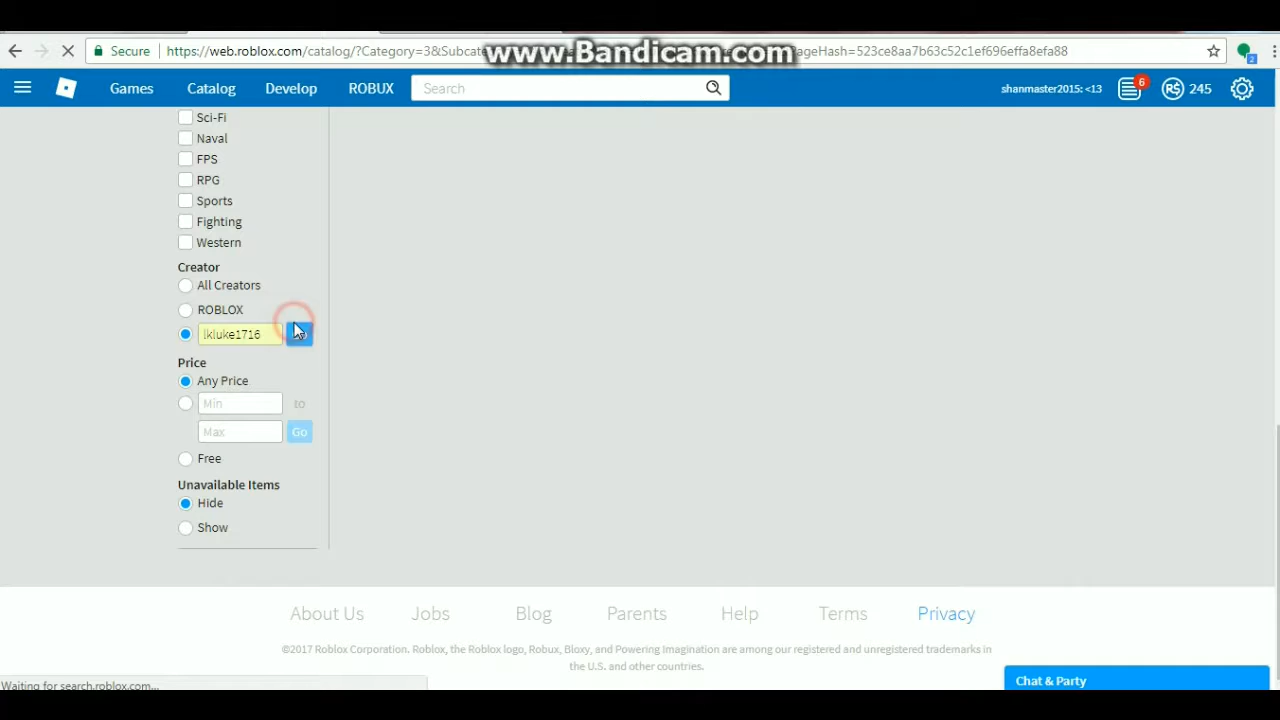 www.Bandicam.com
Secure https://web.roblox.com/catalog/?Category=3&Subcate ageHash=523ce8aa7b63c52c1ef696effa8efa88
2
Games Catalog Develop ROBUX Search shanmaster2015: <13 6 R$ 245
Sci-Fi
Naval
FPS
RPG
Sports
Fighting
Western
Creator
All Creators
ROBLOX
lkluke1716
Price
Any Price
Min to
Max Go
Free
Unavailable Items
Hide
Show
About Us Jobs Blog Parents Help Terms Privacy
©2017 Roblox Corporation. Roblox, the Roblox logo, Robux, Bloxy, and Powering Imagination are among our registered and unregistered trademarks in
the U.S. and other countries.
Chat & Party
Waiting for search.roblox.com...